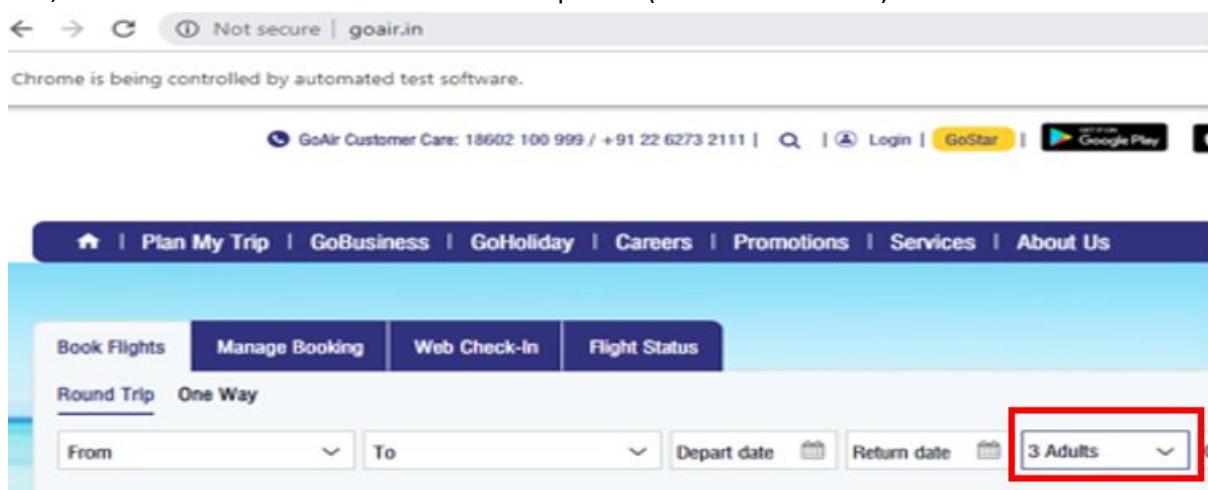 Not secure | goair.in
Chrome is being controlled by automated test software.
GoAir Customer Care: 18602 100 999 / +91 22 6273 2111 | | Login | GoStar | GET IT ON Google Play
| Plan My Trip | GoBusiness | GoHoliday | Careers | Promotions | Services | About Us
Book Flights Manage Booking Web Check-In Flight Status
Round Trip One Way
From To Depart date Return date 3 Adults